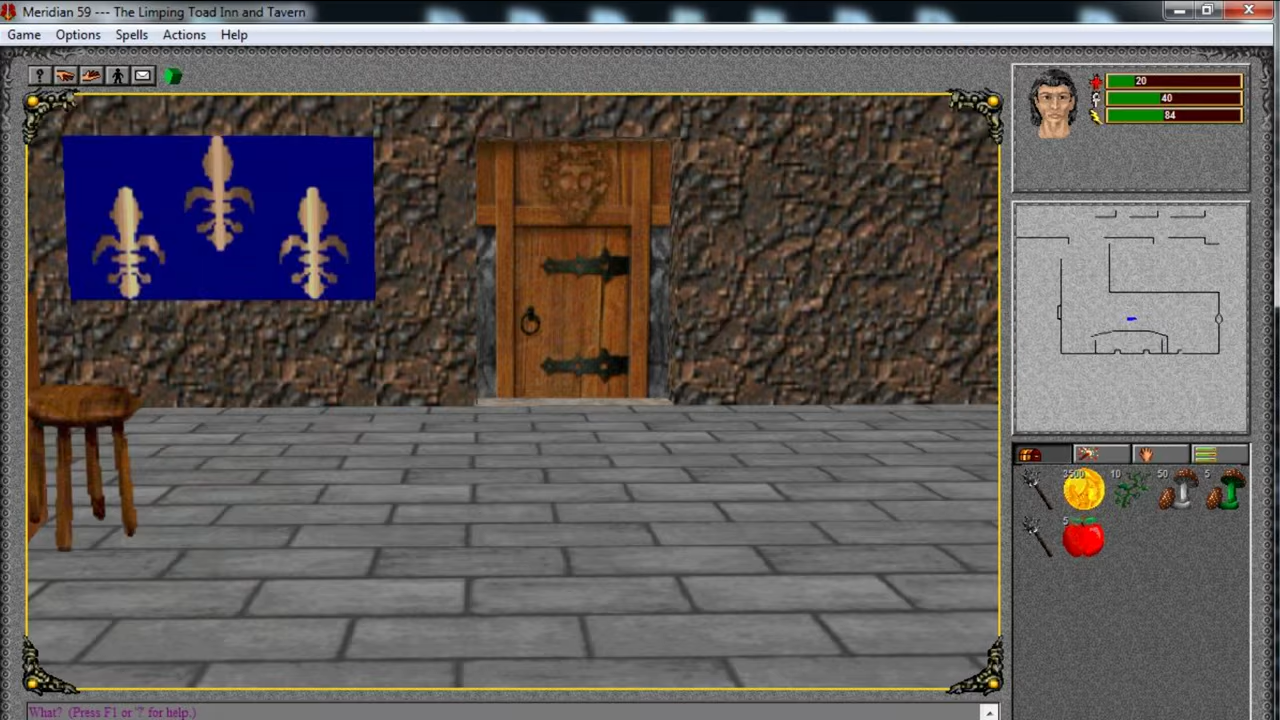 Meridian 59 --- The Limping Toad Inn and Tavern
Game Options Spells Actions Help
?
20
40
84
2500 10 50 5
5
What? (Press F1 or '?' for help.)